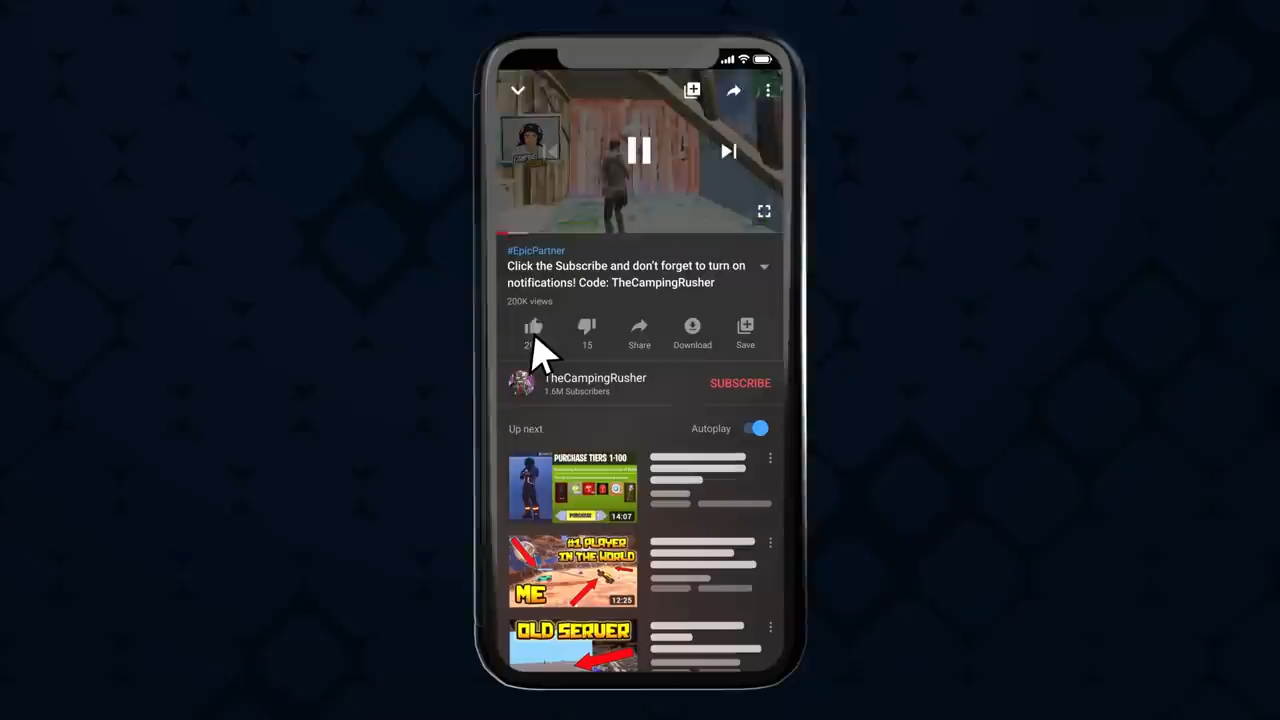 #EpicPartner
Click the Subscribe and don't forget to turn on
notifications! Code: TheCampingRusher
200K views
15
Share
Download
Save
TheCampingRusher
1.6M Subscribers
SUBSCRIBE
Up next
Autoplay
PURCHASE TIERS 1-100
PURCHASE
14:07
#1 PLAYER
IN THE WORLD
ME
12:25
OLD SERVER